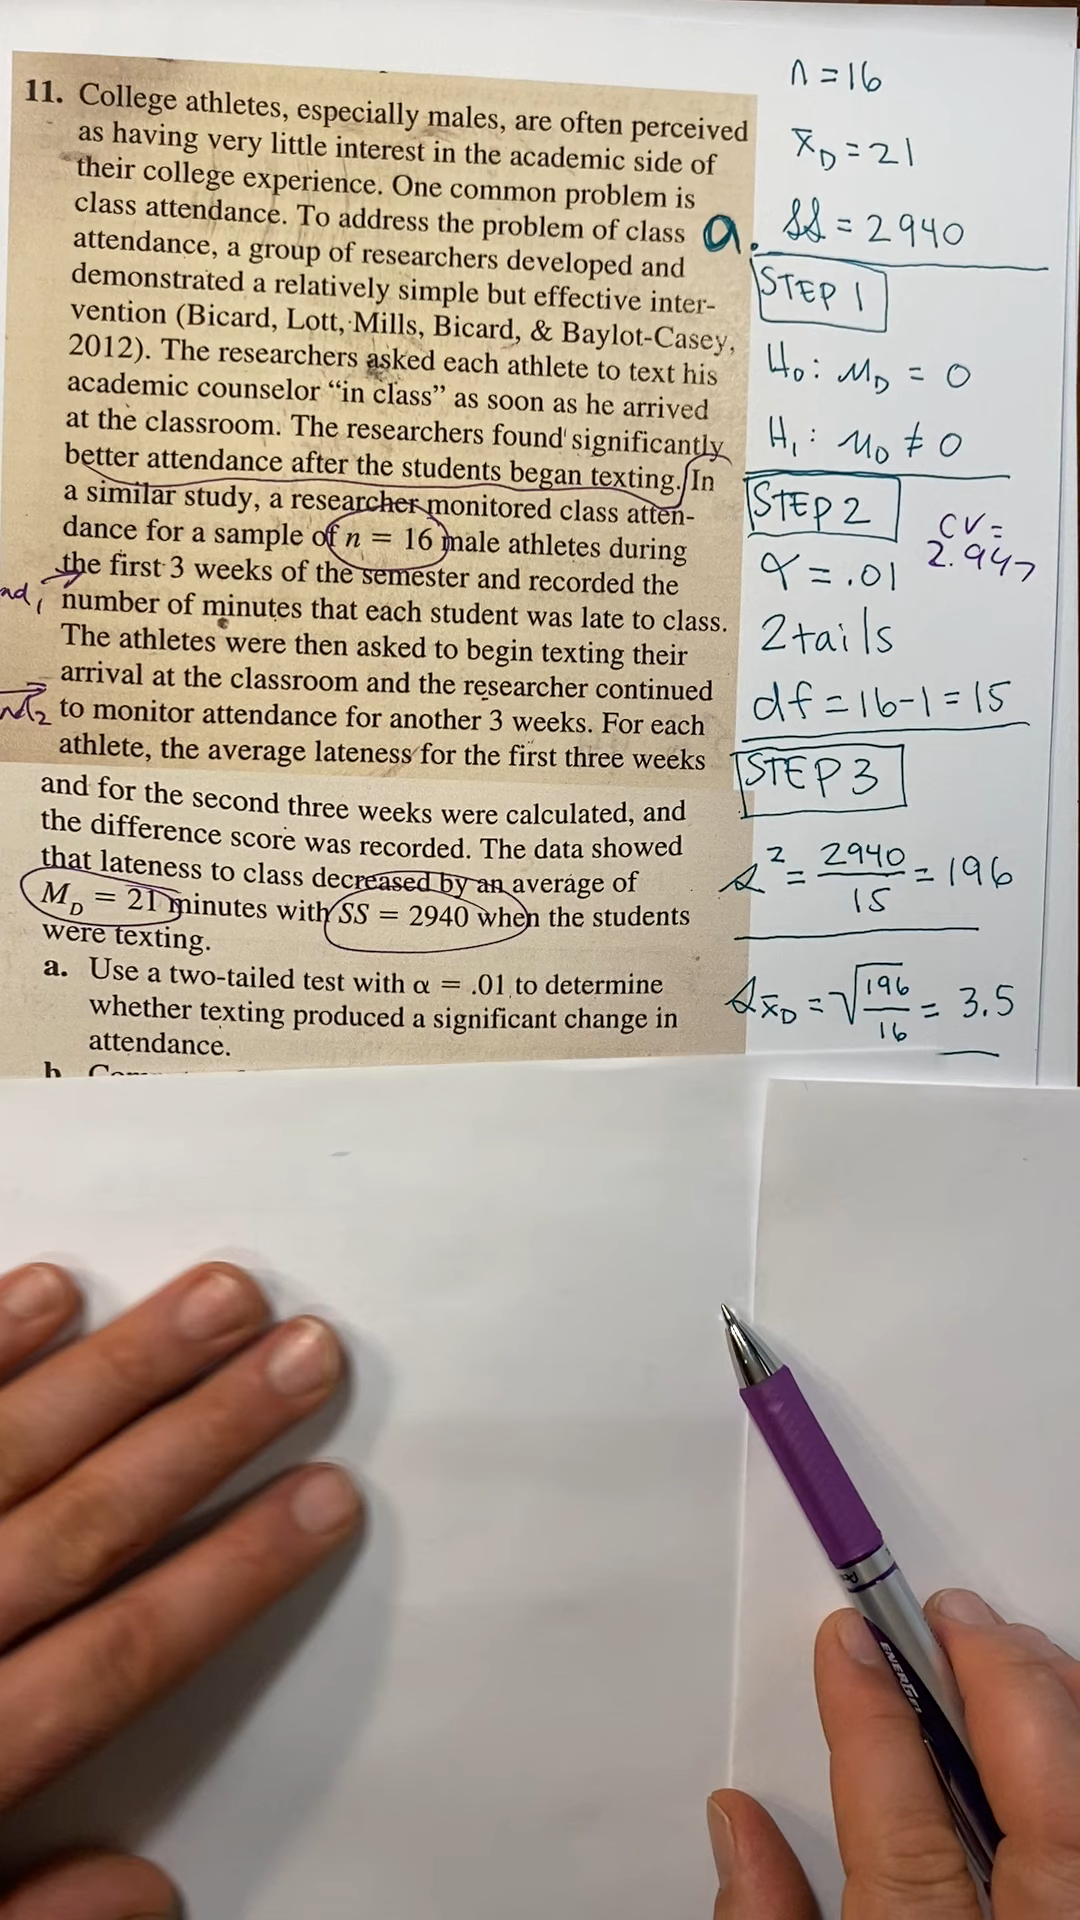 11. College athletes, especially males, are often perceived
as having very little interest in the academic side of
their college experience. One common problem is
class attendance. To address the problem of class
attendance, a group of researchers developed and
demonstrated a relatively simple but effective inter-
vention (Bicard, Lott, Mills, Bicard, & Baylot-Casey,
2012). The researchers asked each athlete to text his
academic counselor “in class” as soon as he arrived
at the classroom. The researchers found significantly
better attendance after the students began texting. In
a similar study, a researcher monitored class atten-
dance for a sample of n = 16 male athletes during
the first 3 weeks of the semester and recorded the
number of minutes that each student was late to class.
The athletes were then asked to begin texting their
arrival at the classroom and the researcher continued
to monitor attendance for another 3 weeks. For each
athlete, the average lateness for the first three weeks
and for the second three weeks were calculated, and
the difference score was recorded. The data showed
that lateness to class decreased by an average of
M_D = 21 minutes with SS = 2940 when the students
were texting.
a. Use a two-tailed test with α = .01 to determine
whether texting produced a significant change in
attendance.
n = 16
x̄_D = 21
a. SS = 2940
STEP 1
H₀: μ_D = 0
H₁: μ_D ≠ 0
STEP 2
CV =
2.947
α = .01
2 tails
df = 16-1 = 15
STEP 3
s² = 2940/15 = 196
s_x̄_D = √196/16 = 3.5
ENERGEL